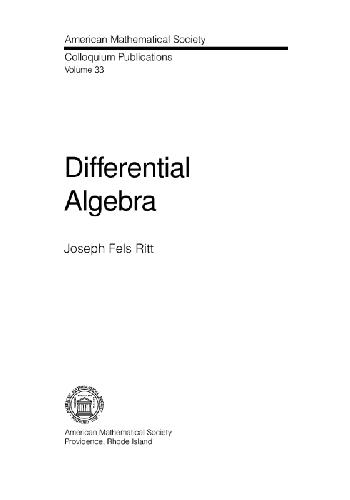 American Mathematical Society
Colloquium Publications
Volume 33
Differential
Algebra
Joseph Fels Ritt
American Mathematical Society
Providence, Rhode Island